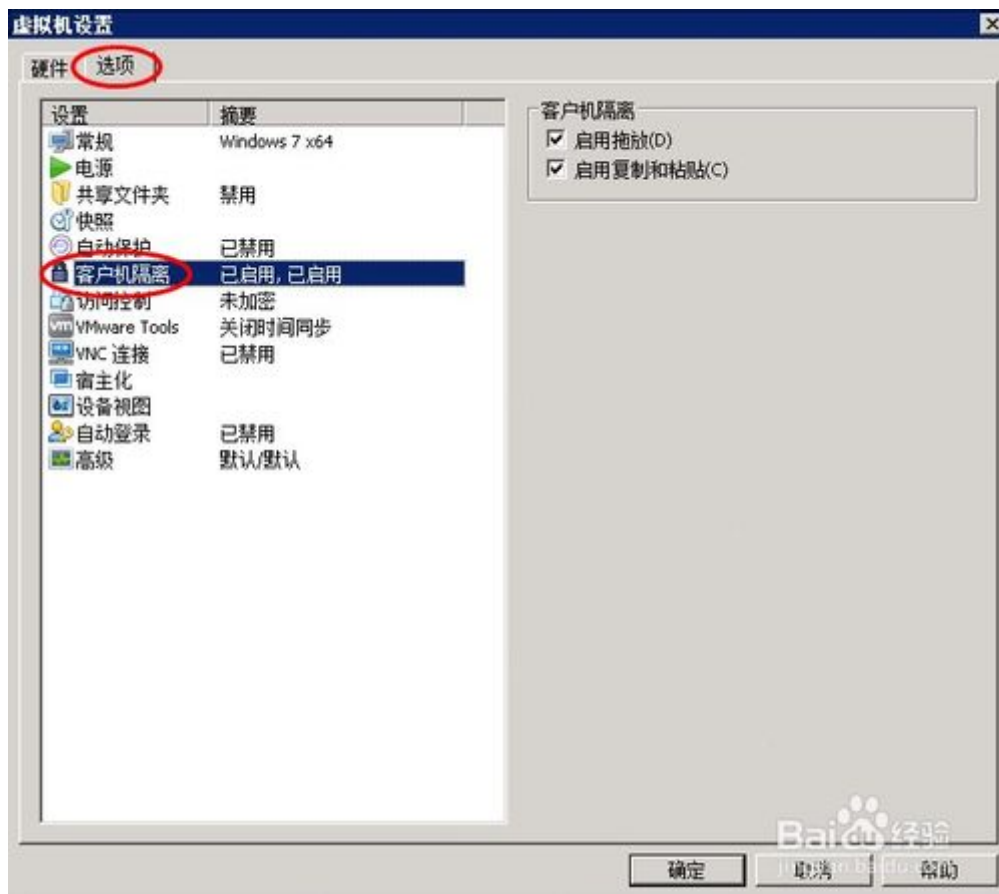 虚拟机设置
硬件 选项
设置 摘要
常规 Windows 7 x64
电源
共享文件夹 禁用
快照
自动保护 已禁用
客户机隔离 已启用, 已启用
访问控制 未加密
VMware Tools 关闭时间同步
VNC 连接 已禁用
宿主化
设备视图
自动登录 已禁用
高级 默认/默认
客户机隔离
启用拖放(D)
启用复制和粘贴(C)
Baidu 经验
确定 取消 帮助